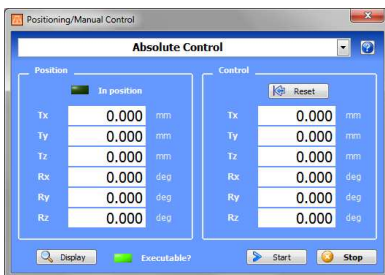 Positioning/Manual Control
Absolute Control
Position
Control
In position
Reset
Tx 0.000 mm
Tx 0.000 mm
Ty 0.000 mm
Ty 0.000 mm
Tz 0.000 mm
Tz 0.000 mm
Rx 0.000 deg
Rx 0.000 deg
Ry 0.000 deg
Ry 0.000 deg
Rz 0.000 deg
Rz 0.000 deg
Display
Executable?
Start
Stop